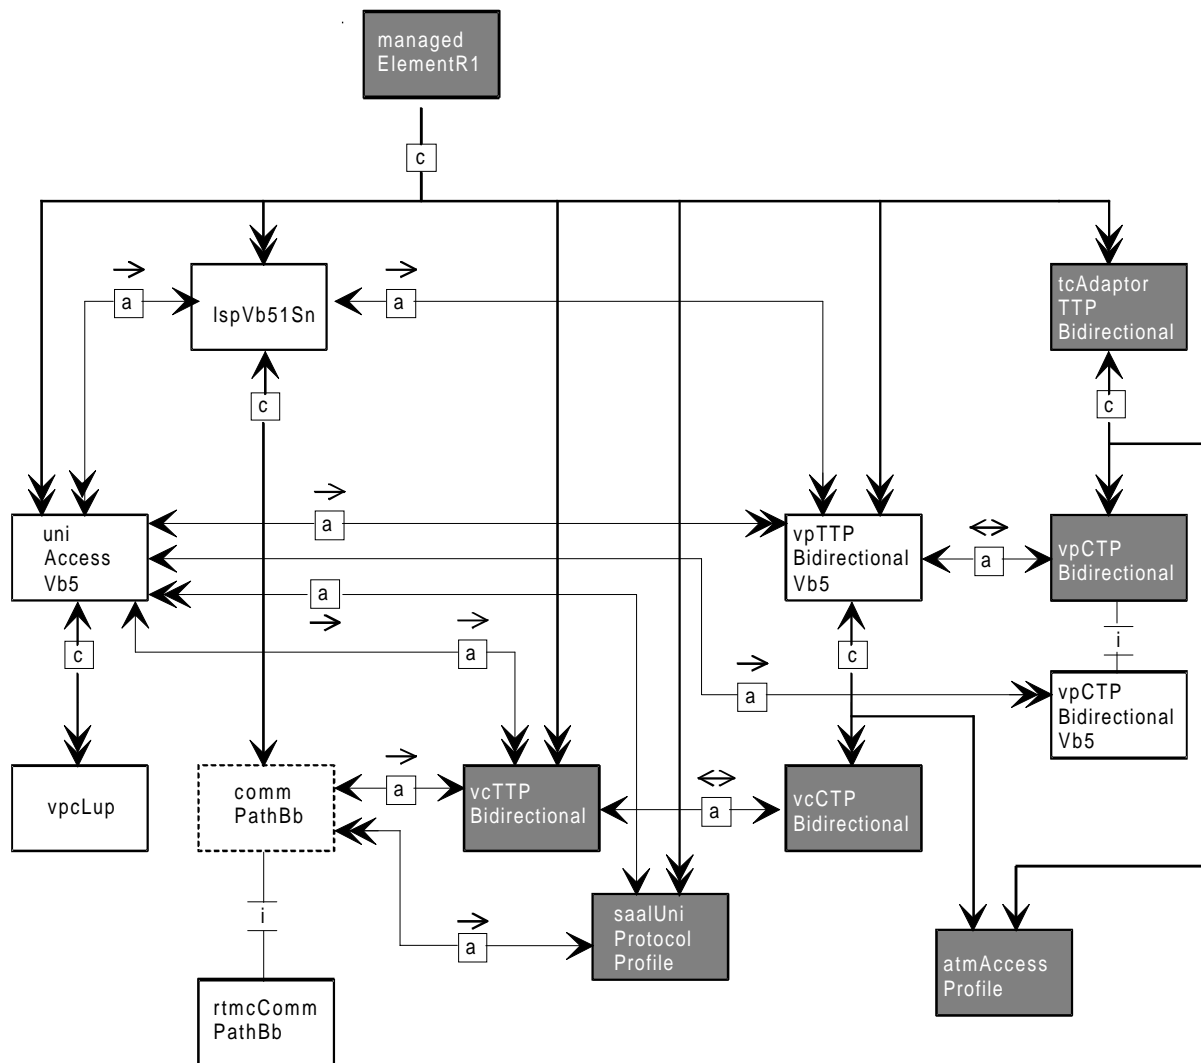 managed
ElementR1
c
a
lspVb51Sn
a
tcAdaptor
TTP
Bidirectional
c
c
uni
Access
Vb5
a
a
vpTTP
Bidirectional
Vb5
a
vpCTP
Bidirectional
c
a
c
i
a
vpCTP
Bidirectional
Vb5
vpcLup
comm
PathBb
a
vcTTP
Bidirectional
a
vcCTP
Bidirectional
i
a
saalUni
Protocol
Profile
atmAccess
Profile
rtmcComm
PathBb